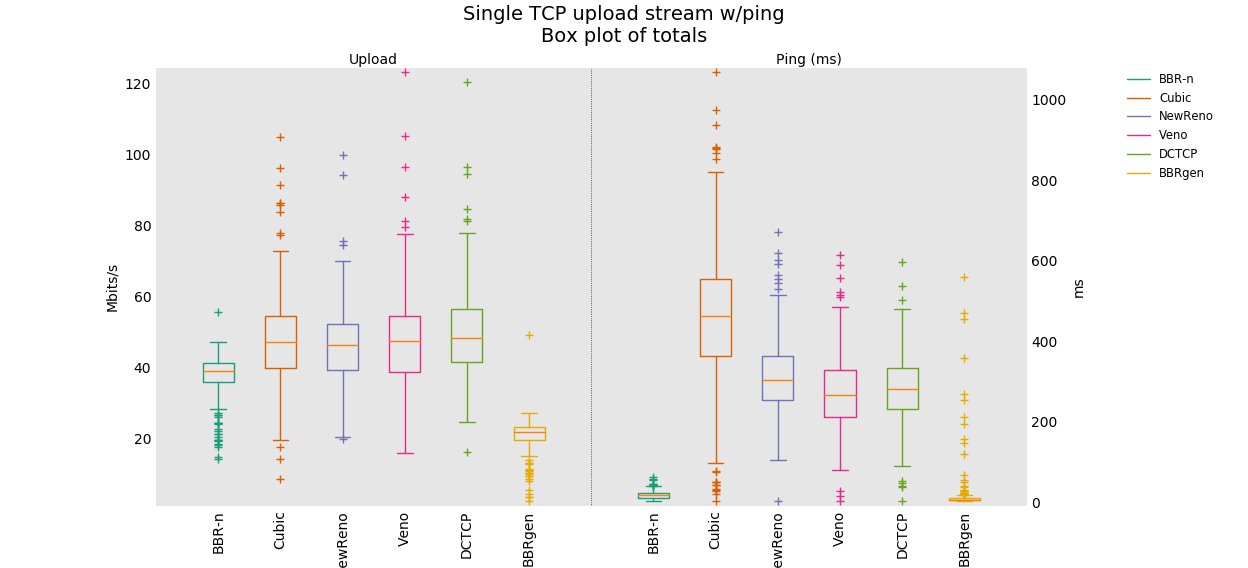 Single TCP upload stream w/ping
Box plot of totals
Upload
Ping (ms)
120
100
80
60
40
20
Mbits/s
1000
800
600
400
200
0
ms
BBR-n
Cubic
ewReno
Veno
DCTCP
BBRgen
BBR-n
Cubic
ewReno
Veno
DCTCP
BBRgen
BBR-n
Cubic
NewReno
Veno
DCTCP
BBRgen